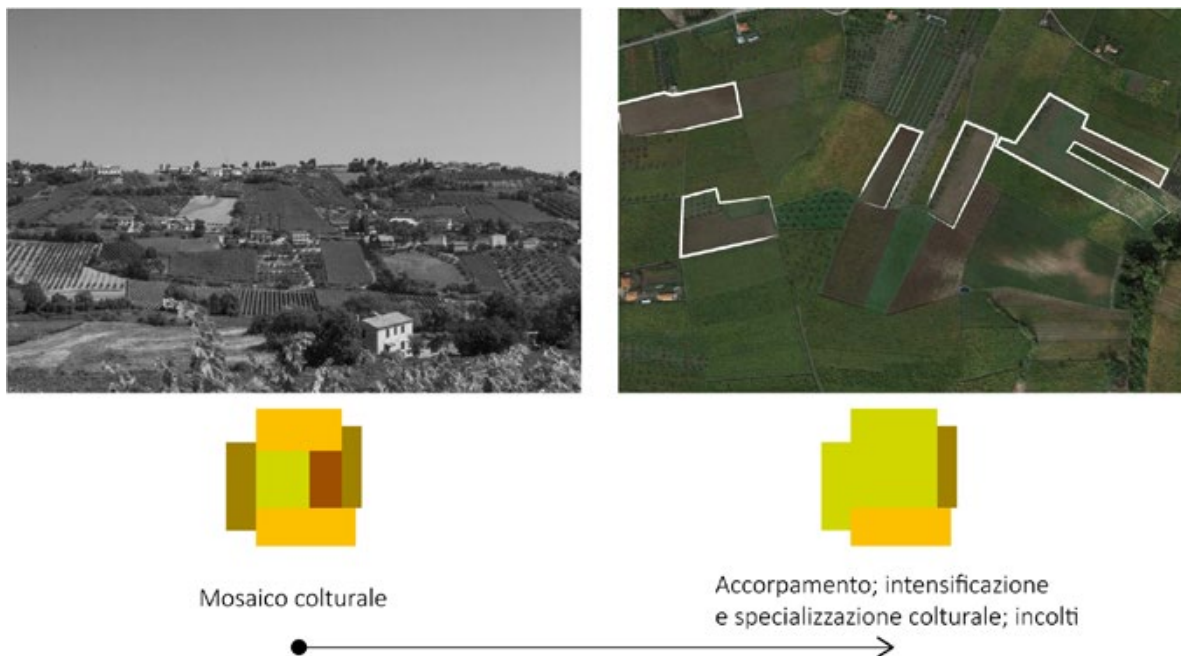 Mosaico colturale
Accorpamento; intensificazione
e specializzazione colturale; incolti